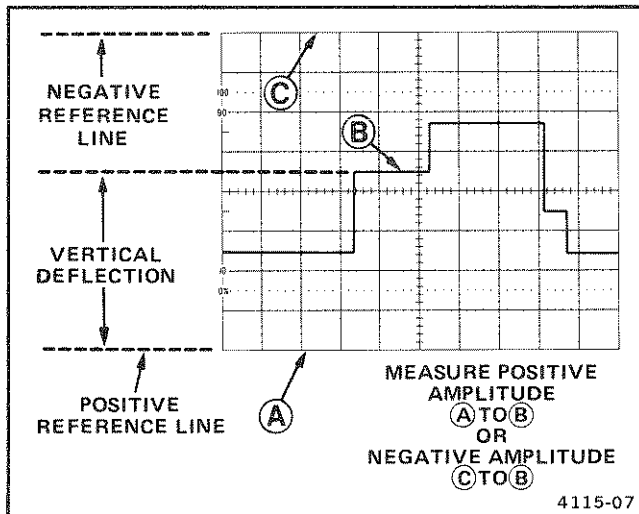 NEGATIVE
REFERENCE
LINE
C
100
90
B
VERTICAL
DEFLECTION
POSITIVE
REFERENCE LINE
A
MEASURE POSITIVE
AMPLITUDE
A TO B
OR
NEGATIVE AMPLITUDE
C TO B
4115-07